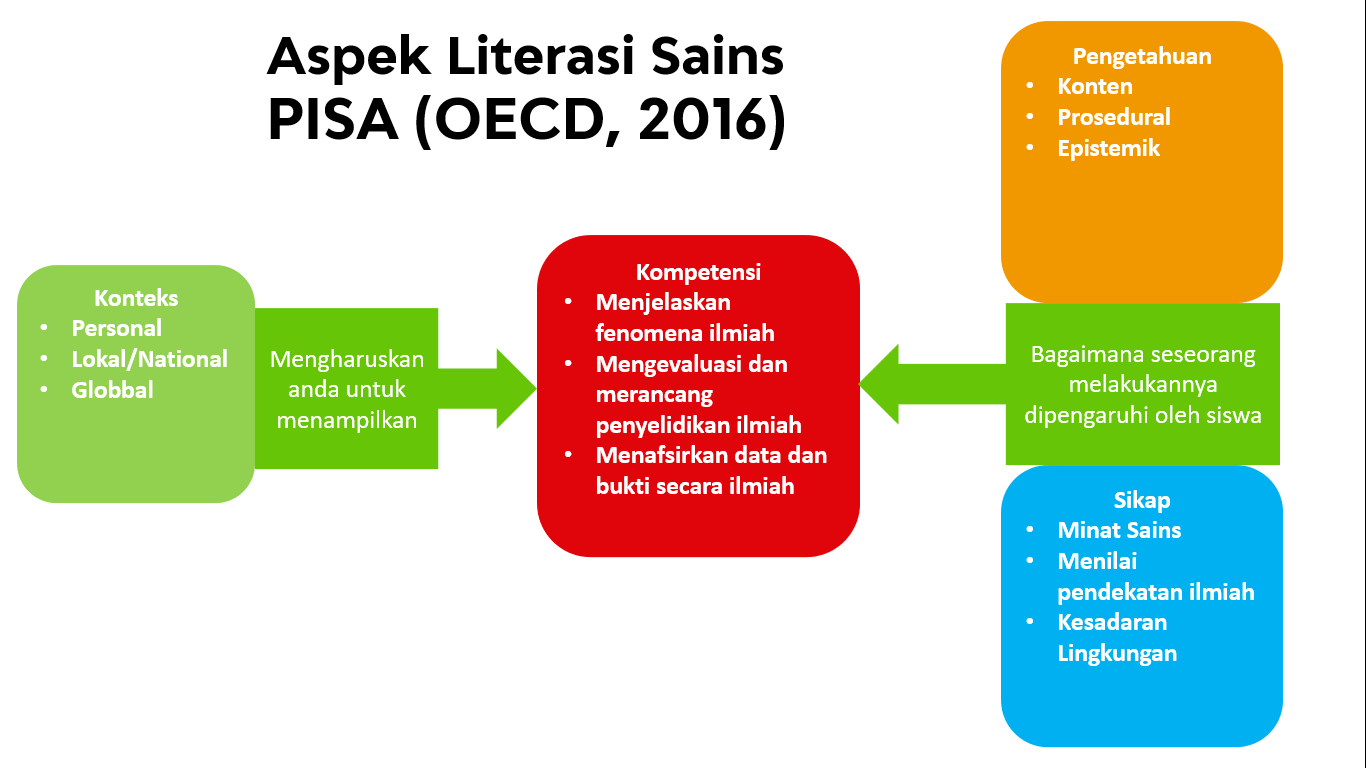 Aspek Literasi Sains
PISA (OECD, 2016)
Konteks
• Personal
• Lokal/National
• Globbal
Mengharuskan
anda untuk
menampilkan
Kompetensi
• Menjelaskan
fenomena ilmiah
• Mengevaluasi dan
merancang
penyelidikan ilmiah
• Menafsirkan data dan
bukti secara ilmiah
Pengetahuan
• Konten
• Prosedural
• Epistemik
Bagaimana seseorang
melakukannya
dipengaruhi oleh siswa
Sikap
• Minat Sains
• Menilai
pendekatan ilmiah
• Kesadaran
Lingkungan